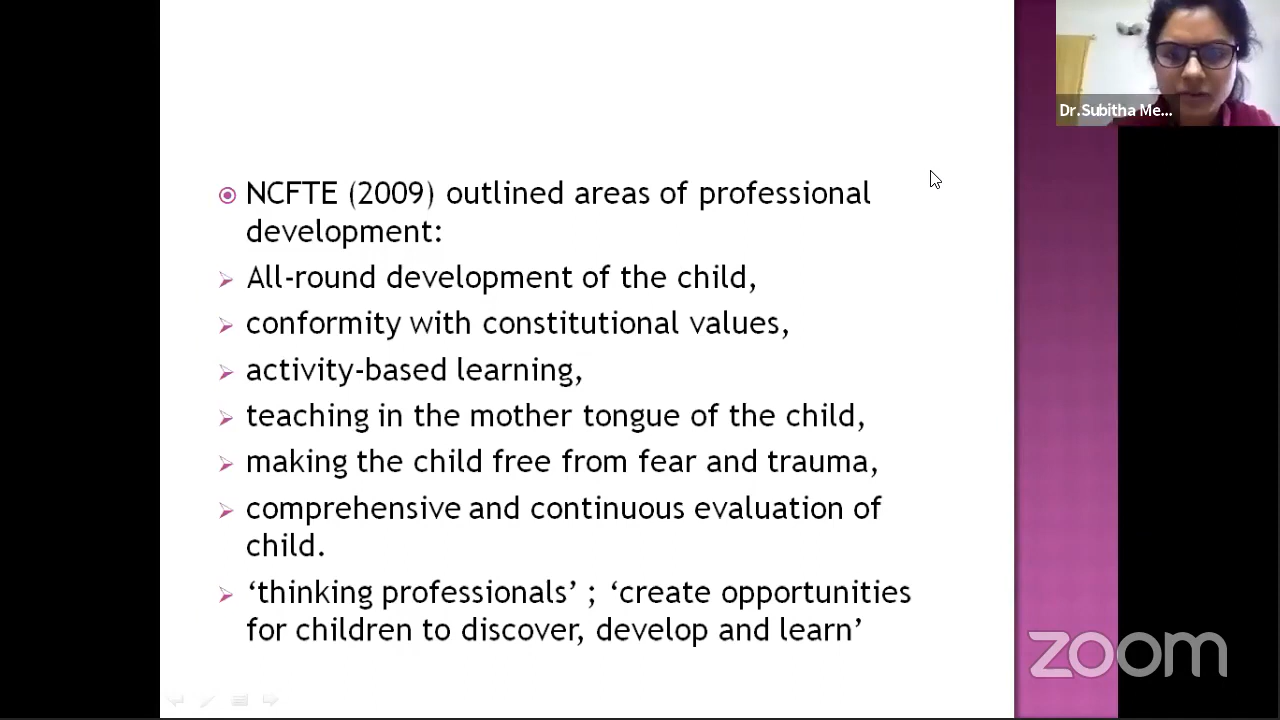 Dr.Subitha Me...
NCFTE (2009) outlined areas of professional
development:
All-round development of the child,
conformity with constitutional values,
activity-based learning,
teaching in the mother tongue of the child,
making the child free from fear and trauma,
comprehensive and continuous evaluation of
child.
‘thinking professionals’ ; ‘create opportunities
for children to discover, develop and learn’
zoom